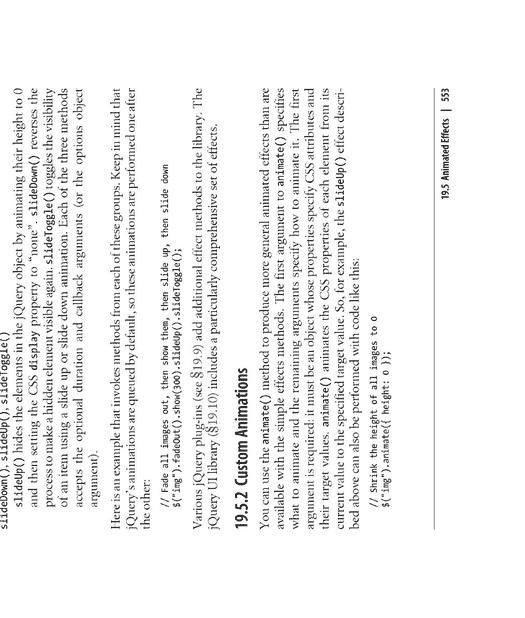 slideDown(), slideUp(), slideToggle()
slideUp() hides the elements in the jQuery object by animating their height to 0
and then setting the CSS display property to “none”. slideDown() reverses the
process to make a hidden element visible again. slideToggle() toggles the visibility
of an item using a slide up or slide down animation. Each of the three methods
accepts the optional duration and callback arguments (or the options object
argument).
Here is an example that invokes methods from each of these groups. Keep in mind that
jQuery’s animations are queued by default, so these animations are performed one after
the other:
// Fade all images out, then show them, then slide up, then slide down
$("img").fadeOut().show(300).slideUp().slideToggle();
Various jQuery plug-ins (see §19.9) add additional effect methods to the library. The
jQuery UI library (§19.10) includes a particularly comprehensive set of effects.
19.5.2 Custom Animations
You can use the animate() method to produce more general animated effects than are
available with the simple effects methods. The first argument to animate() specifies
what to animate and the remaining arguments specify how to animate it. The first
argument is required: it must be an object whose properties specify CSS attributes and
their target values. animate() animates the CSS properties of each element from its
current value to the specified target value. So, for example, the slideUp() effect descri-
bed above can also be performed with code like this:
// Shrink the height of all images to 0
$("img").animate({ height: 0 });
19.5 Animated Effects | 553